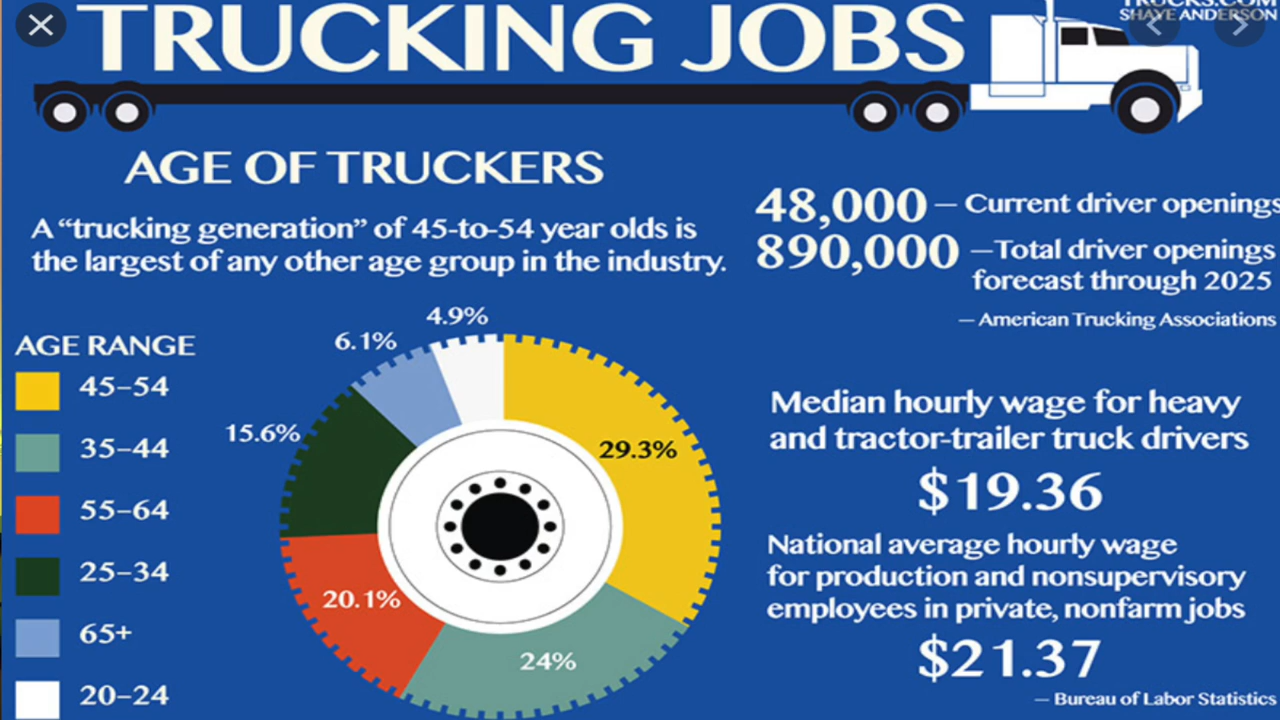 TRUCKING JOBS
TRUCKS.COM
SHAYE ANDERSON
AGE OF TRUCKERS
A “trucking generation” of 45-to-54 year olds is
the largest of any other age group in the industry.
48,000 — Current driver openings
890,000 —Total driver openings
forecast through 2025
— American Trucking Associations
AGE RANGE
45–54
35–44
55–64
25–34
65+
20–24
4.9%
6.1%
15.6%
29.3%
20.1%
24%
Median hourly wage for heavy
and tractor-trailer truck drivers
$19.36
National average hourly wage
for production and nonsupervisory
employees in private, nonfarm jobs
$21.37
— Bureau of Labor Statistics